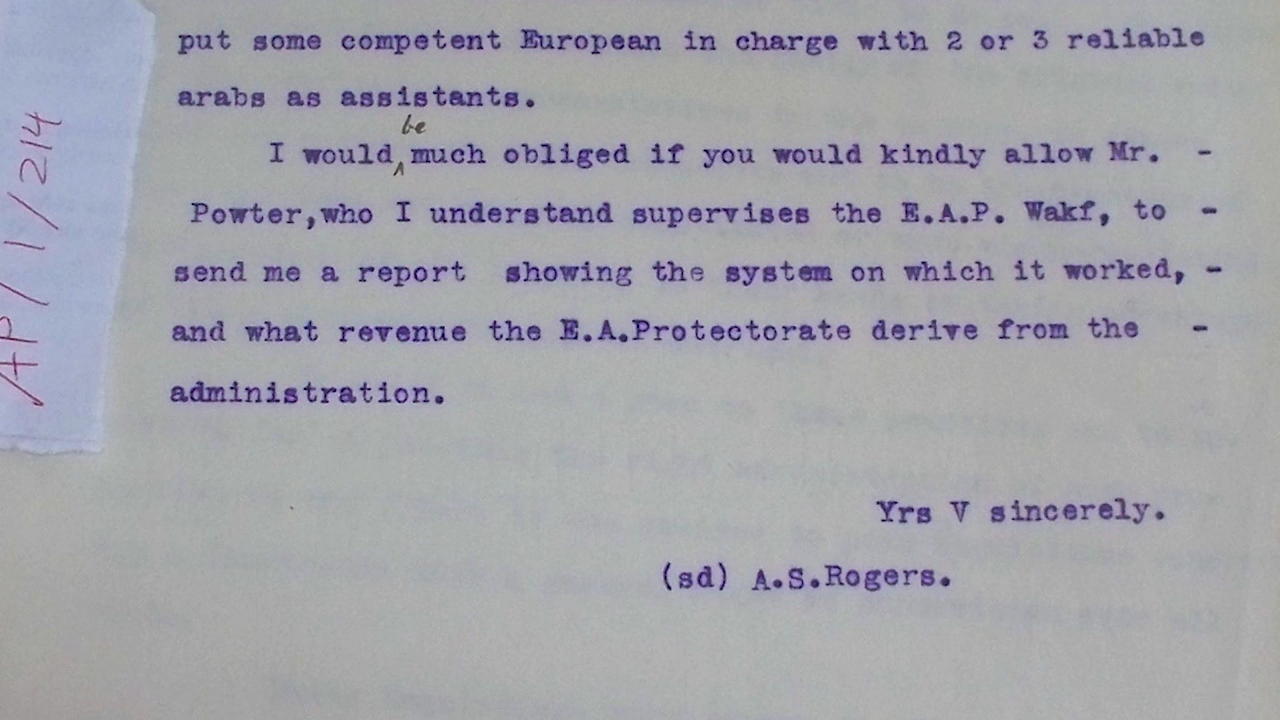 put some competent European in charge with 2 or 3 reliable
arabs as assistants.
be
I would much obliged if you would kindly allow Mr. -
Powter,who I understand supervises the E.A.P. Wakf, to -
send me a report showing the system on which it worked, -
and what revenue the E.A.Protectorate derive from the -
administration.
Yrs V sincerely.
(sd) A.S.Rogers.
AP/1/214